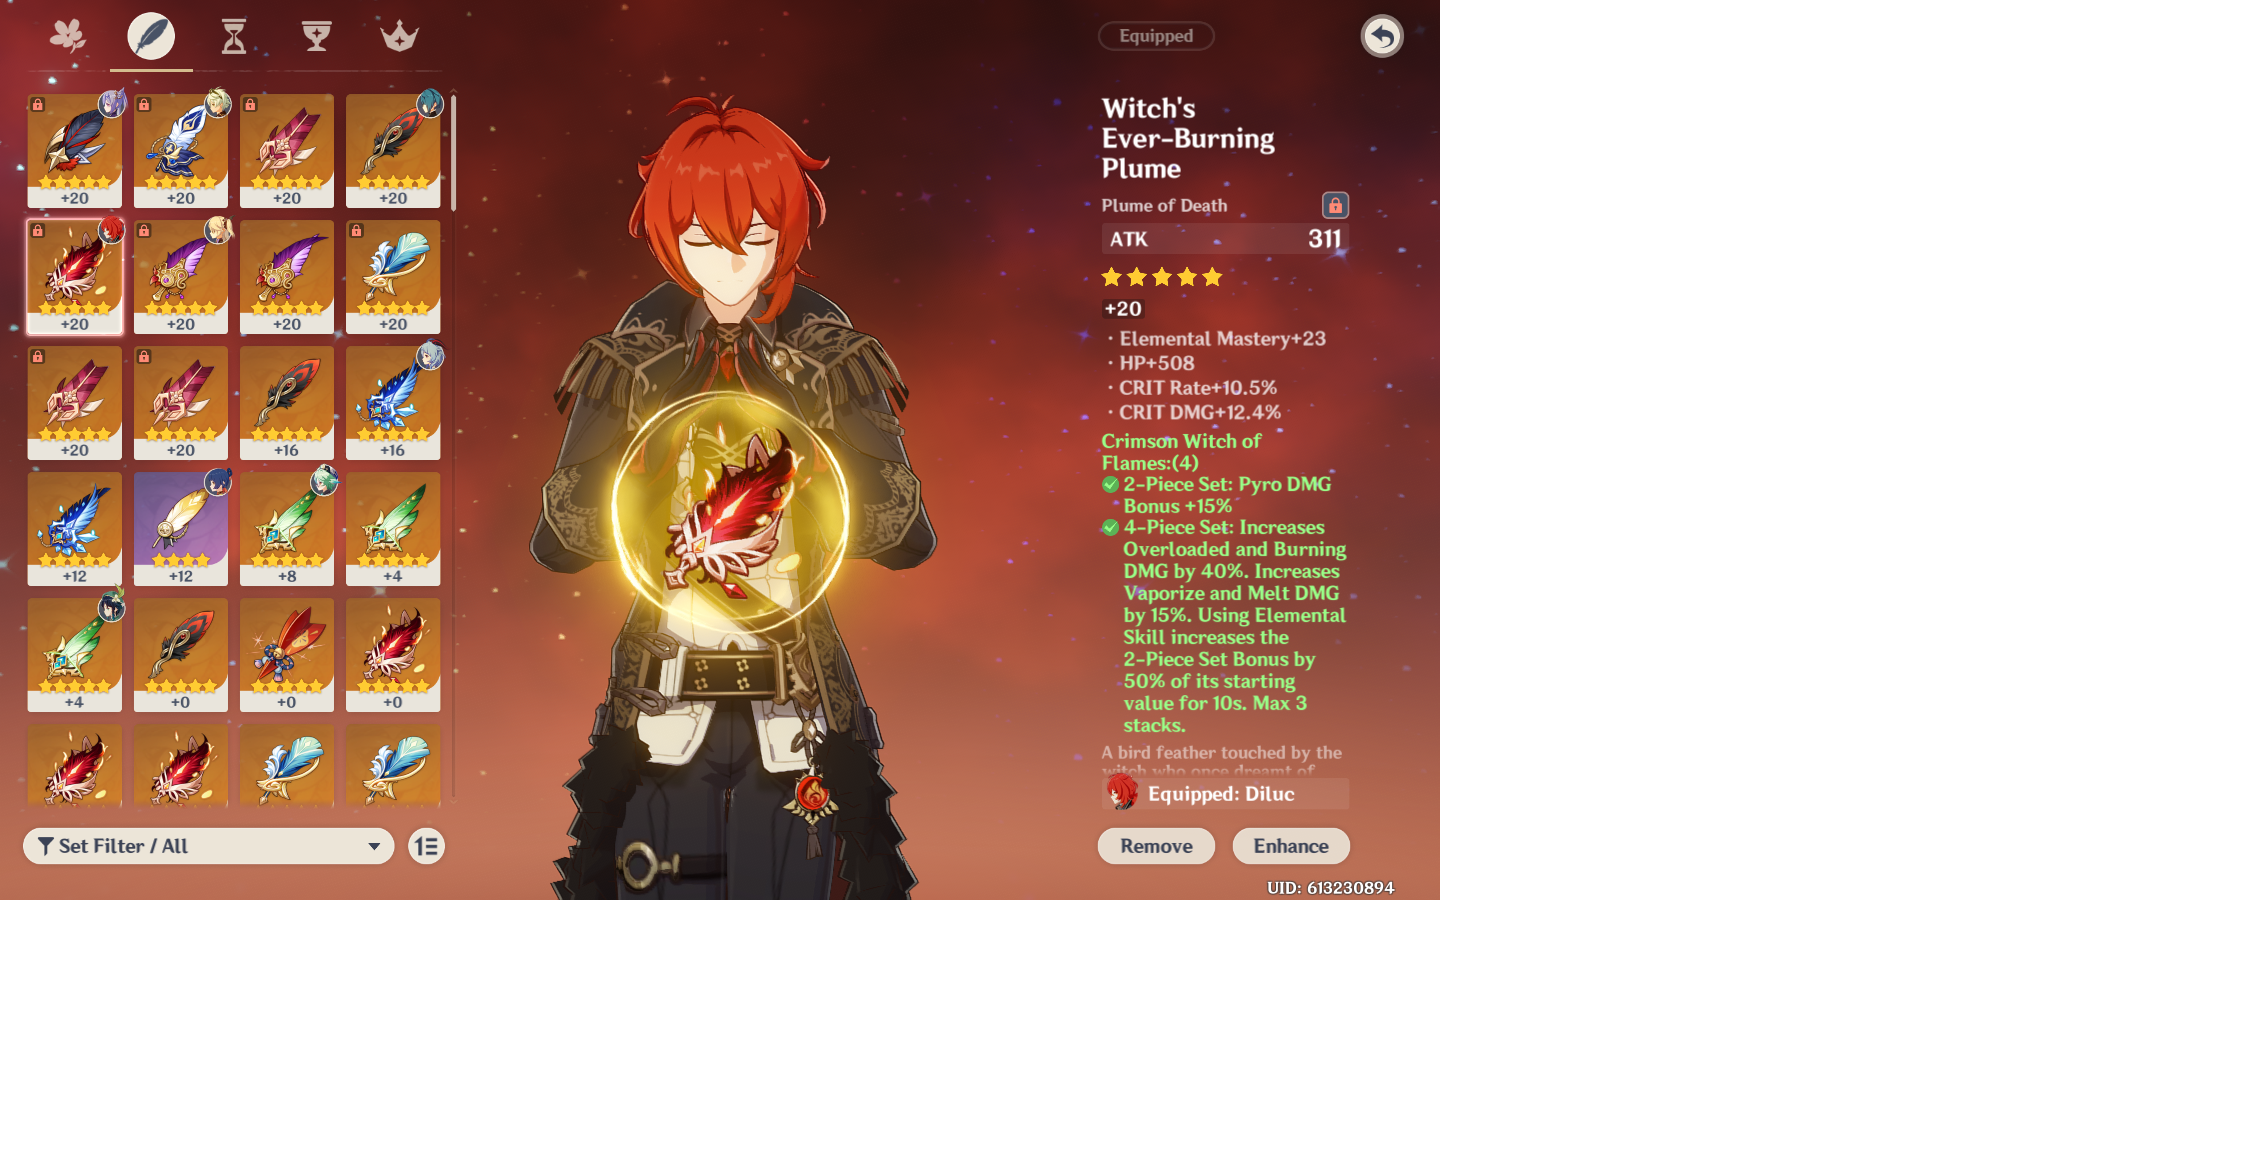 Equipped
Witch's
Ever-Burning
Plume
Plume of Death
ATK 311
+20
· Elemental Mastery+23
· HP+508
· CRIT Rate+10.5%
· CRIT DMG+12.4%
Crimson Witch of
Flames:(4)
2-Piece Set: Pyro DMG
Bonus +15%
4-Piece Set: Increases
Overloaded and Burning
DMG by 40%. Increases
Vaporize and Melt DMG
by 15%. Using Elemental
Skill increases the
2-Piece Set Bonus by
50% of its starting
value for 10s. Max 3
stacks.
A bird feather touched by the
witch who once dreamt of
Equipped: Diluc
Remove Enhance
UID: 613230894
+20 +20 +20 +20
+20 +20 +20 +20
+20 +20 +16 +16
+12 +12 +8 +4
+4 +0 +0 +0
Set Filter / All
1